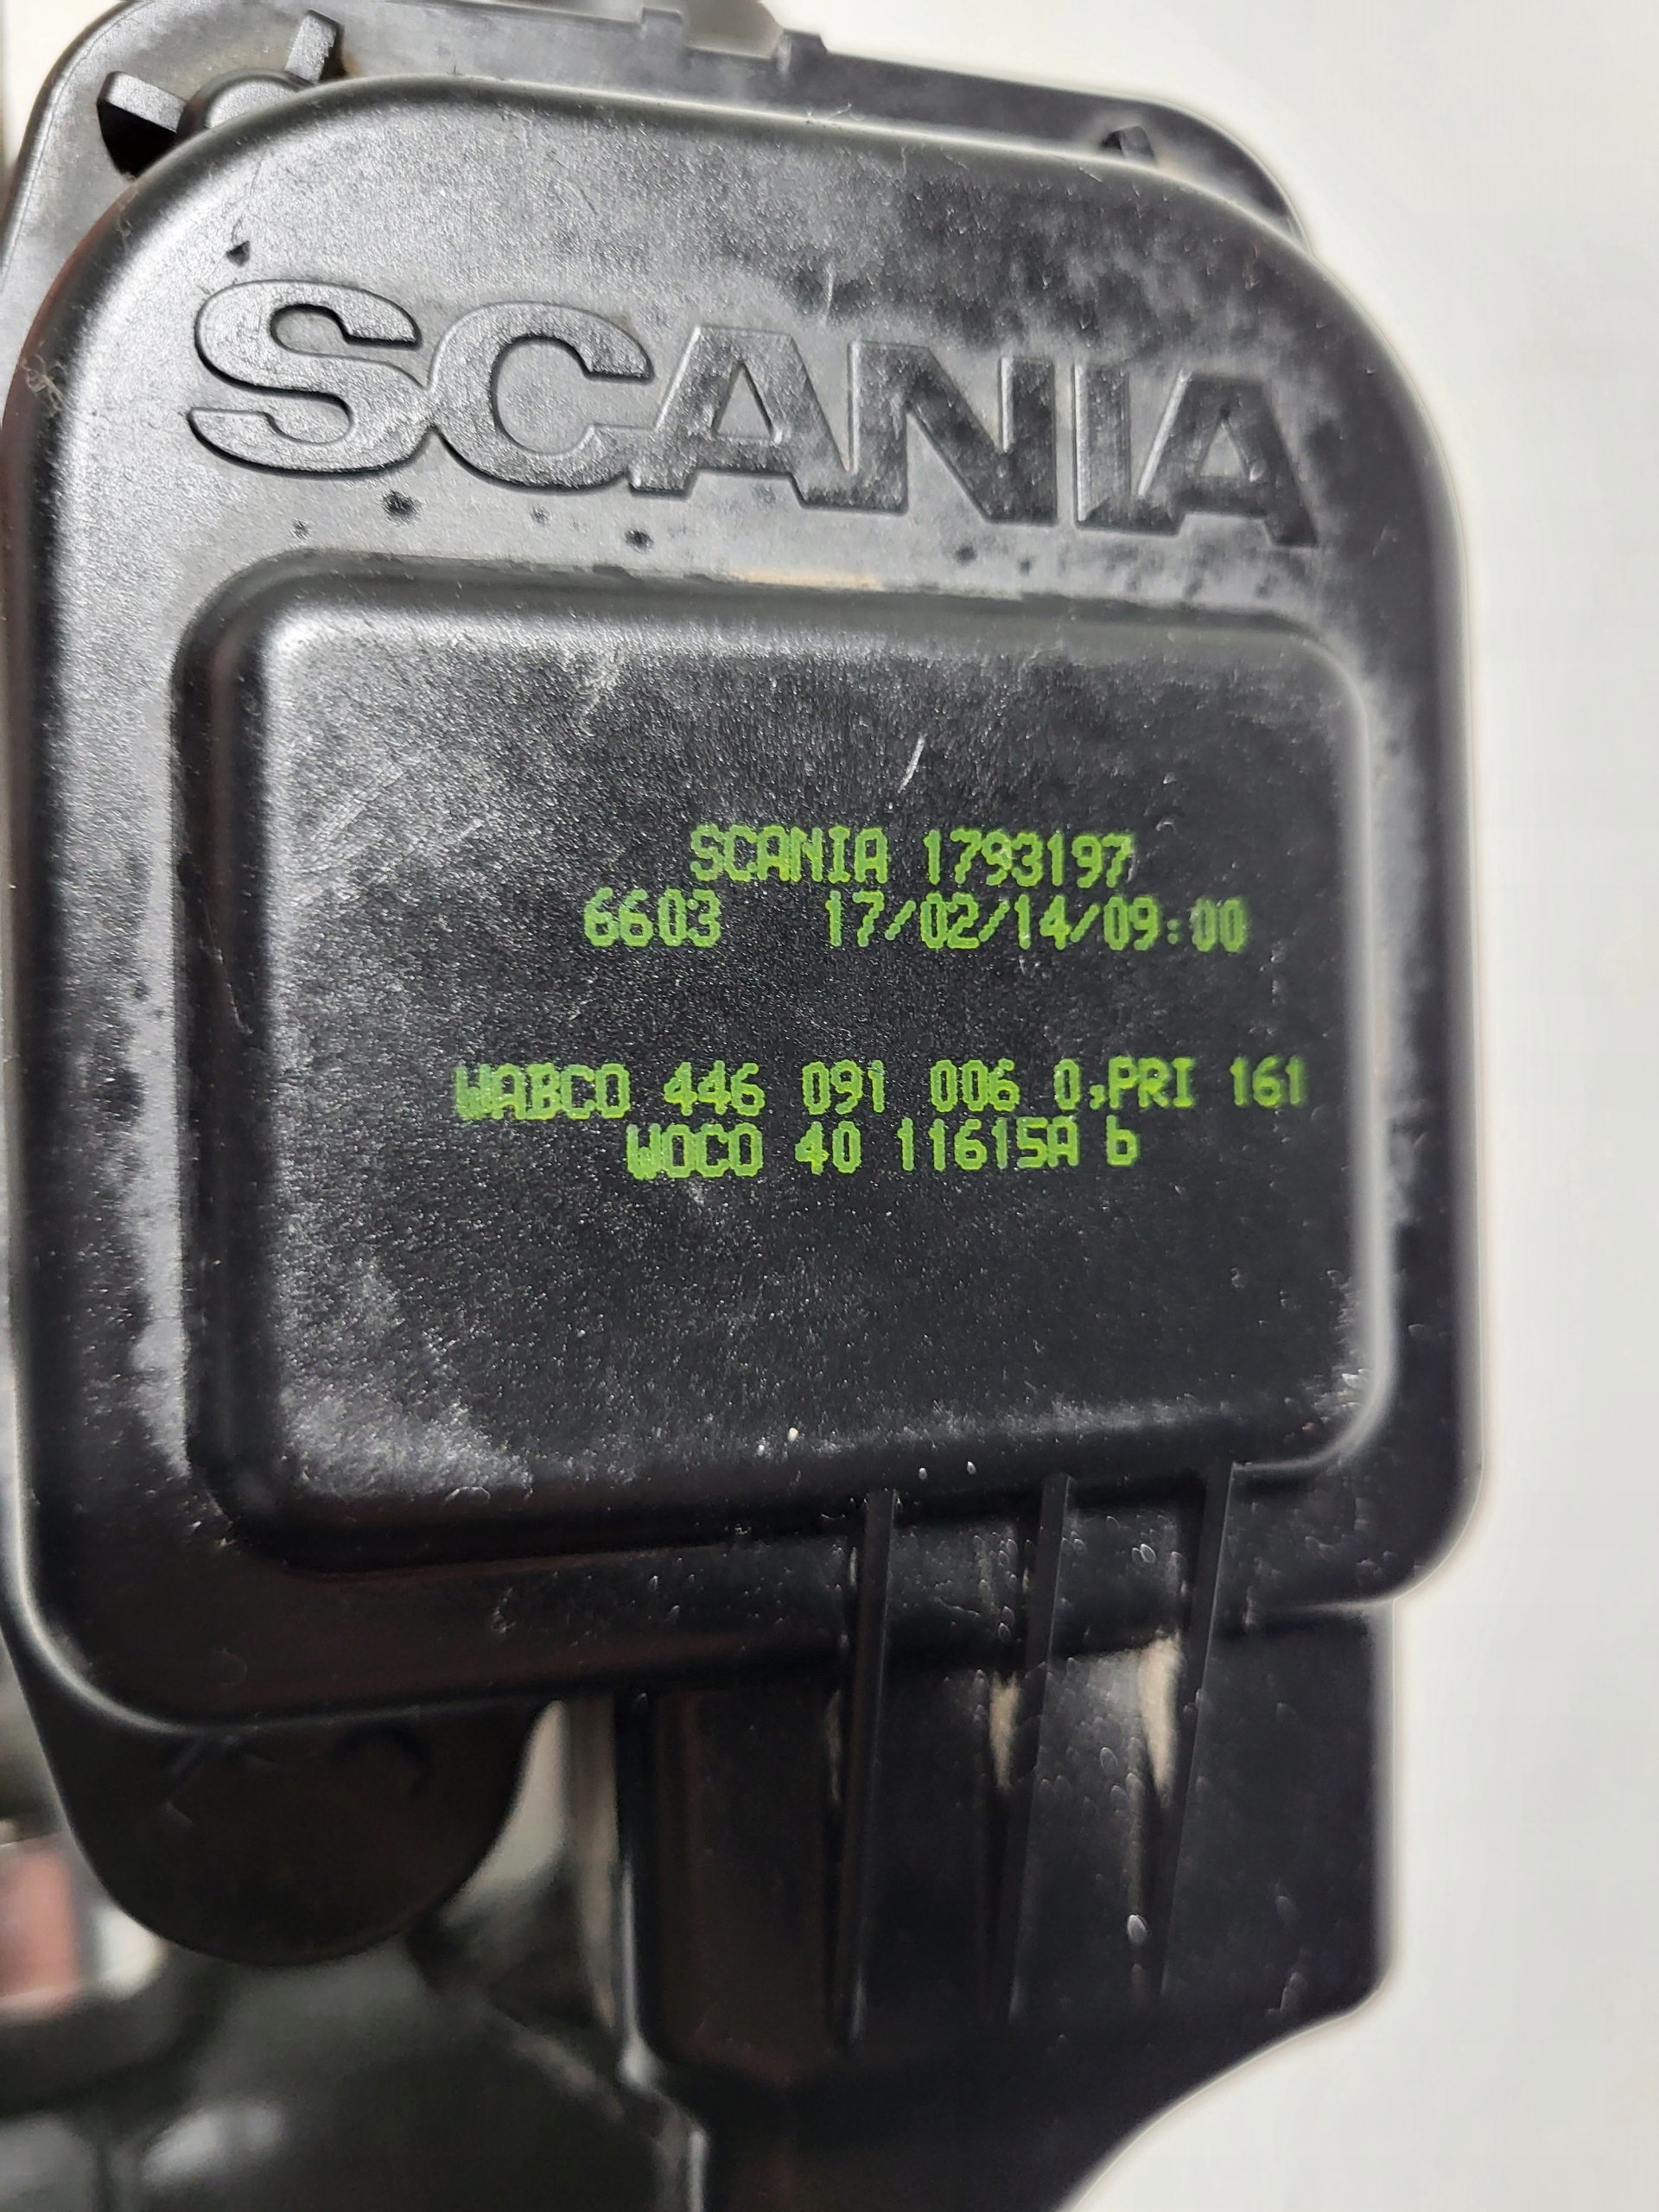 SCANIA
SCANIA 1793197
6603 17/02/14/09:00
WABCO 446 091 006 0,PRI 161
WOCO 40 11615A b